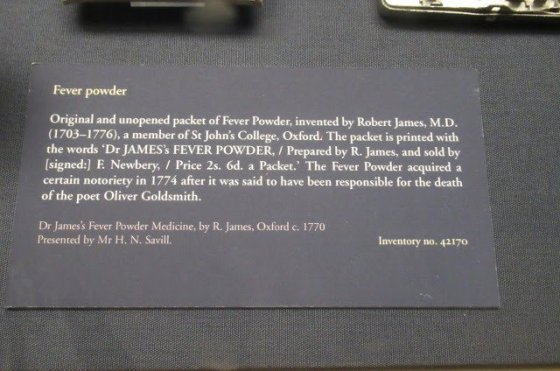 Fever powder
Original and unopened packet of Fever Powder, invented by Robert James, M.D.
(1703–1776), a member of St John's College, Oxford. The packet is printed with
the words 'Dr JAMES's FEVER POWDER, / Prepared by R. James, and sold by
[signed:] F. Newbery, / Price 2s. 6d. a Packet.' The Fever Powder acquired a
certain notoriety in 1774 after it was said to have been responsible for the death
of the poet Oliver Goldsmith.
Dr James's Fever Powder Medicine, by R. James, Oxford c. 1770
Presented by Mr H. N. Savill.
Inventory no. 42170